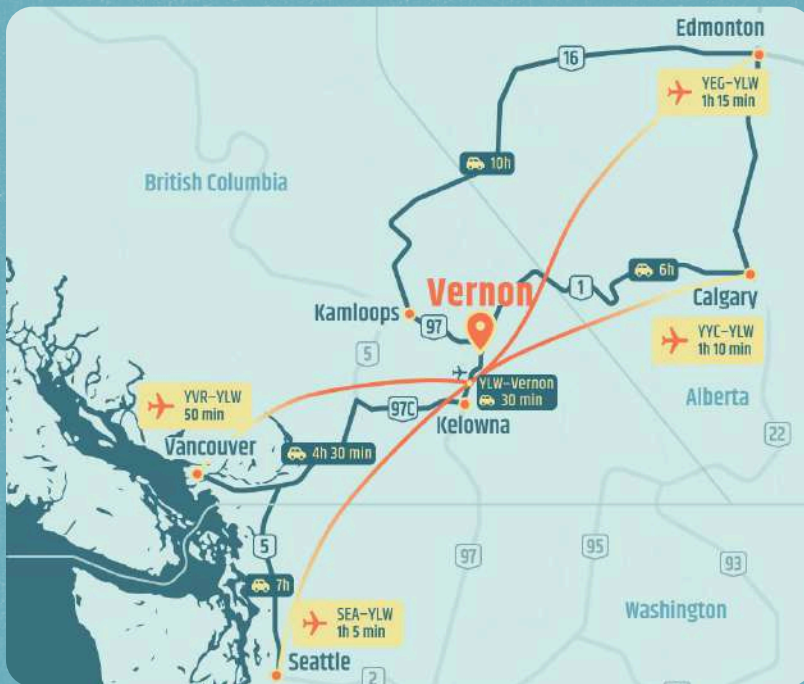 Edmonton
16
YEG–YLW
1h 15 min
10h
British Columbia
Vernon
1
6h
Calgary
Kamloops
97
5
YYC–YLW
1h 10 min
YLW–Vernon
30 min
YVR–YLW
50 min
97C
Kelowna
Alberta
Vancouver
4h 30 min
22
5
97
95
93
7h
SEA–YLW
1h 5 min
Washington
Seattle
2